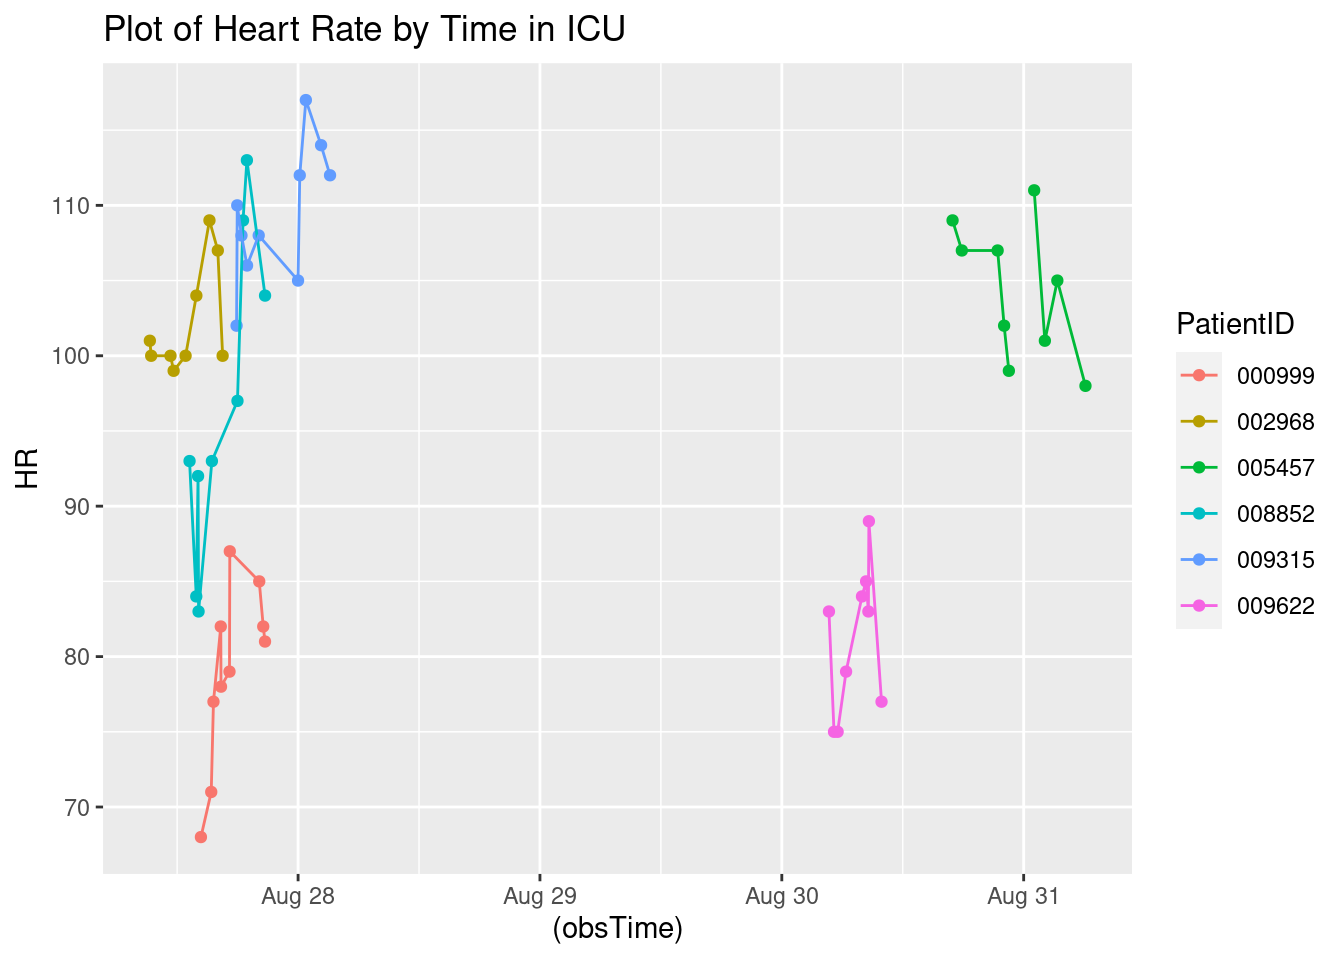 Plot of Heart Rate by Time in ICU
HR
110
100
90
80
70
Aug 28
Aug 29
Aug 30
Aug 31
(obsTime)
PatientID
000999
002968
005457
008852
009315
009622